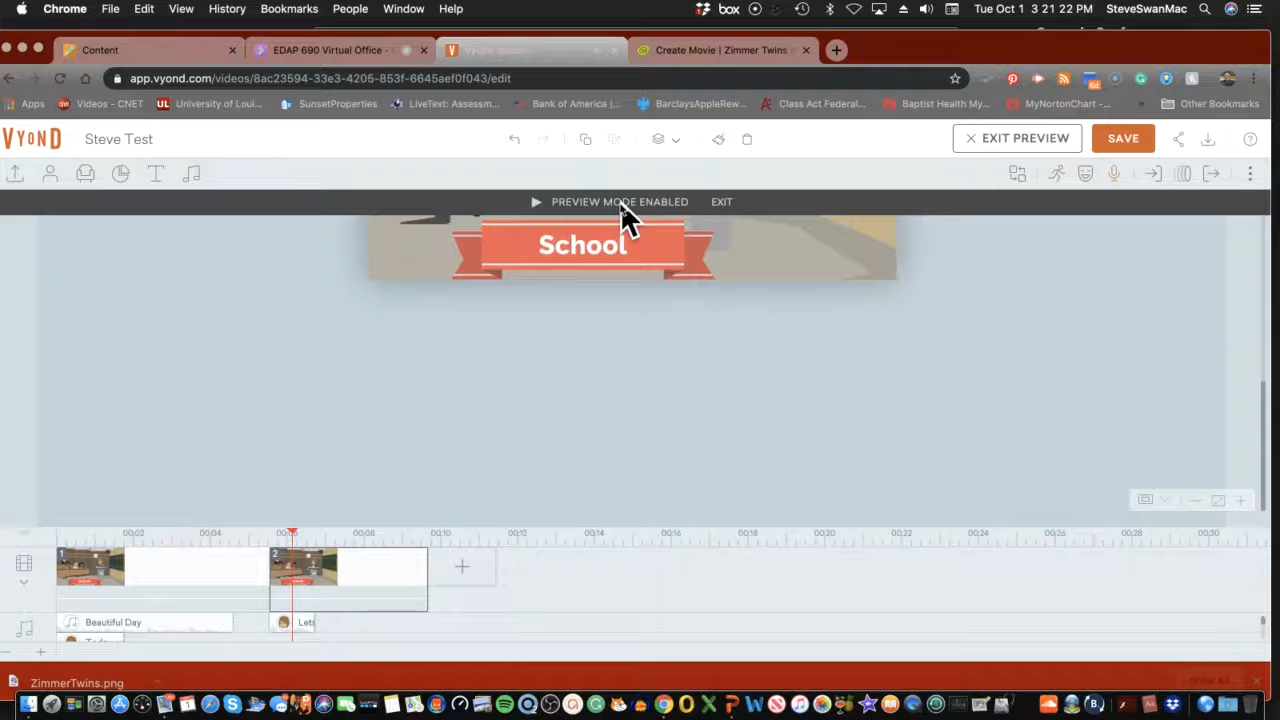 Chrome File Edit View History Bookmarks People Window Help box Tue Oct 1 3 21 22 PM SteveSwanMac
Content EDAP 690 Virtual Office - Create Movie | Zimmer Twins
app.vyond.com/videos/8ac23594-33e3-4205-853f-6645aef0f043/edit 6d
Apps Videos - CNET University of Loui... SunsetProperties LiveText: Assessm... Bank of America |... BarclaysAppleRew... Class Act Federal... Baptist Health My... MyNortonChart -... » Other Bookmarks
VYOND Steve Test EXIT PREVIEW SAVE
PREVIEW MODE ENABLED EXIT
School
00:02 00:04 00:08 00:10 00:12 00:14 00:16 00:18 00:20 00:22 00:24 00:26 00:28 00:30
1 2
Beautiful Day Lets
ZimmerTwins.png